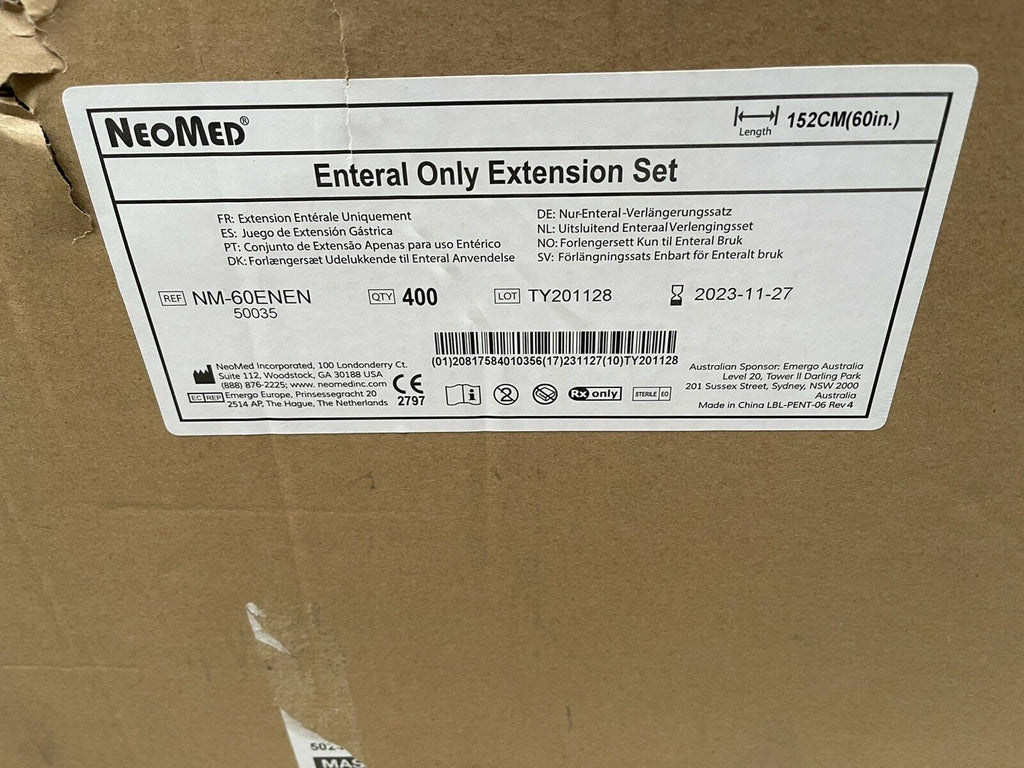 NEOMED®
152CM(60in.)
Length
Enteral Only Extension Set
FR: Extension Entérale Uniquement
ES: Juego de Extensión Gástrica
PT: Conjunto de Extensão Apenas para uso Entérico
DK: Forlængersæt Udelukkende til Enteral Anvendelse
DE: Nur-Enteral-Verlängerungssatz
NL: Uitsluitend EnteraalVerlengingsset
NO: Forlengersett Kun til Enteral Bruk
SV: Förlängningssats Enbart för Enteralt bruk
REF NM-60ENEN
50035
QTY 400
LOT TY201128
2023-11-27
(01)20817584010356(17)231127(10)TY201128
NeoMed Incorporated, 100 Londonderry Ct.
Suite 112, Woodstock, GA 30188 USA
(888) 876-2225; www.neomedinc.com
EC REP Emergo Europe, Prinsessegracht 20
2514 AP, The Hague, The Netherlands
CE
2797
i
2
Rx only
STERILE EO
Australian Sponsor: Emergo Australia
Level 20, Tower II Darling Park
201 Sussex Street, Sydney, NSW 2000
Australia
Made in China LBL-PENT-06 Rev 4
502
MAS